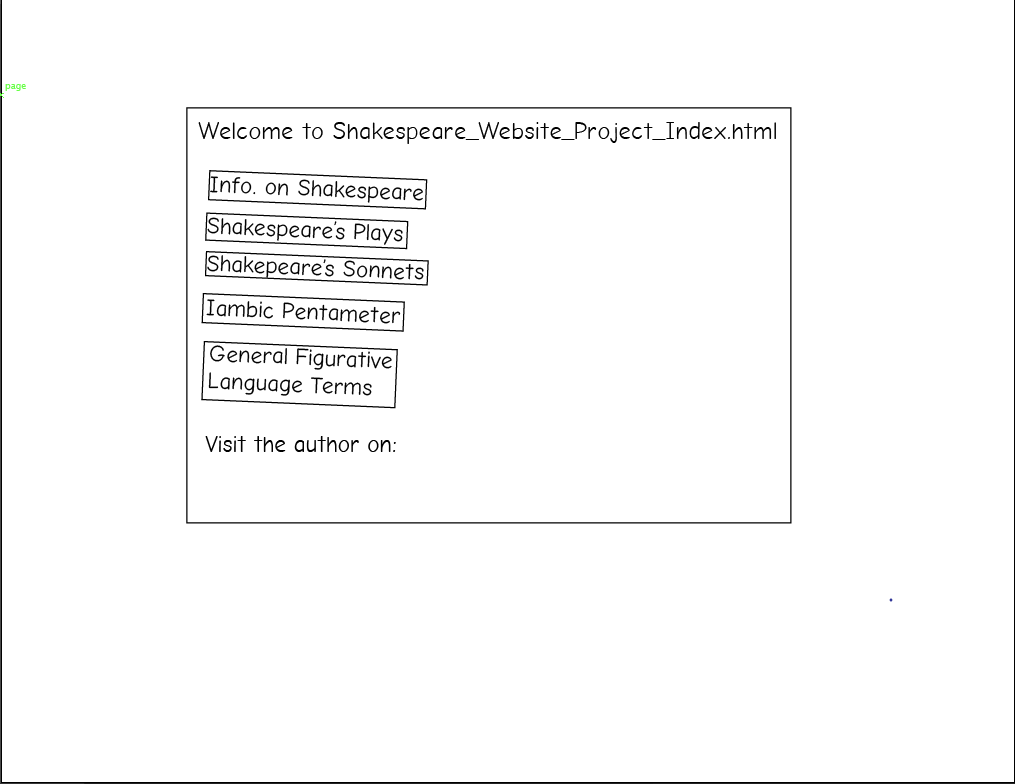 page
Welcome to Shakespeare_Website_Project_Index.html
Info. on Shakespeare
Shakespeare's Plays
Shakepeare's Sonnets
Iambic Pentameter
General Figurative
Language Terms
Visit the author on: